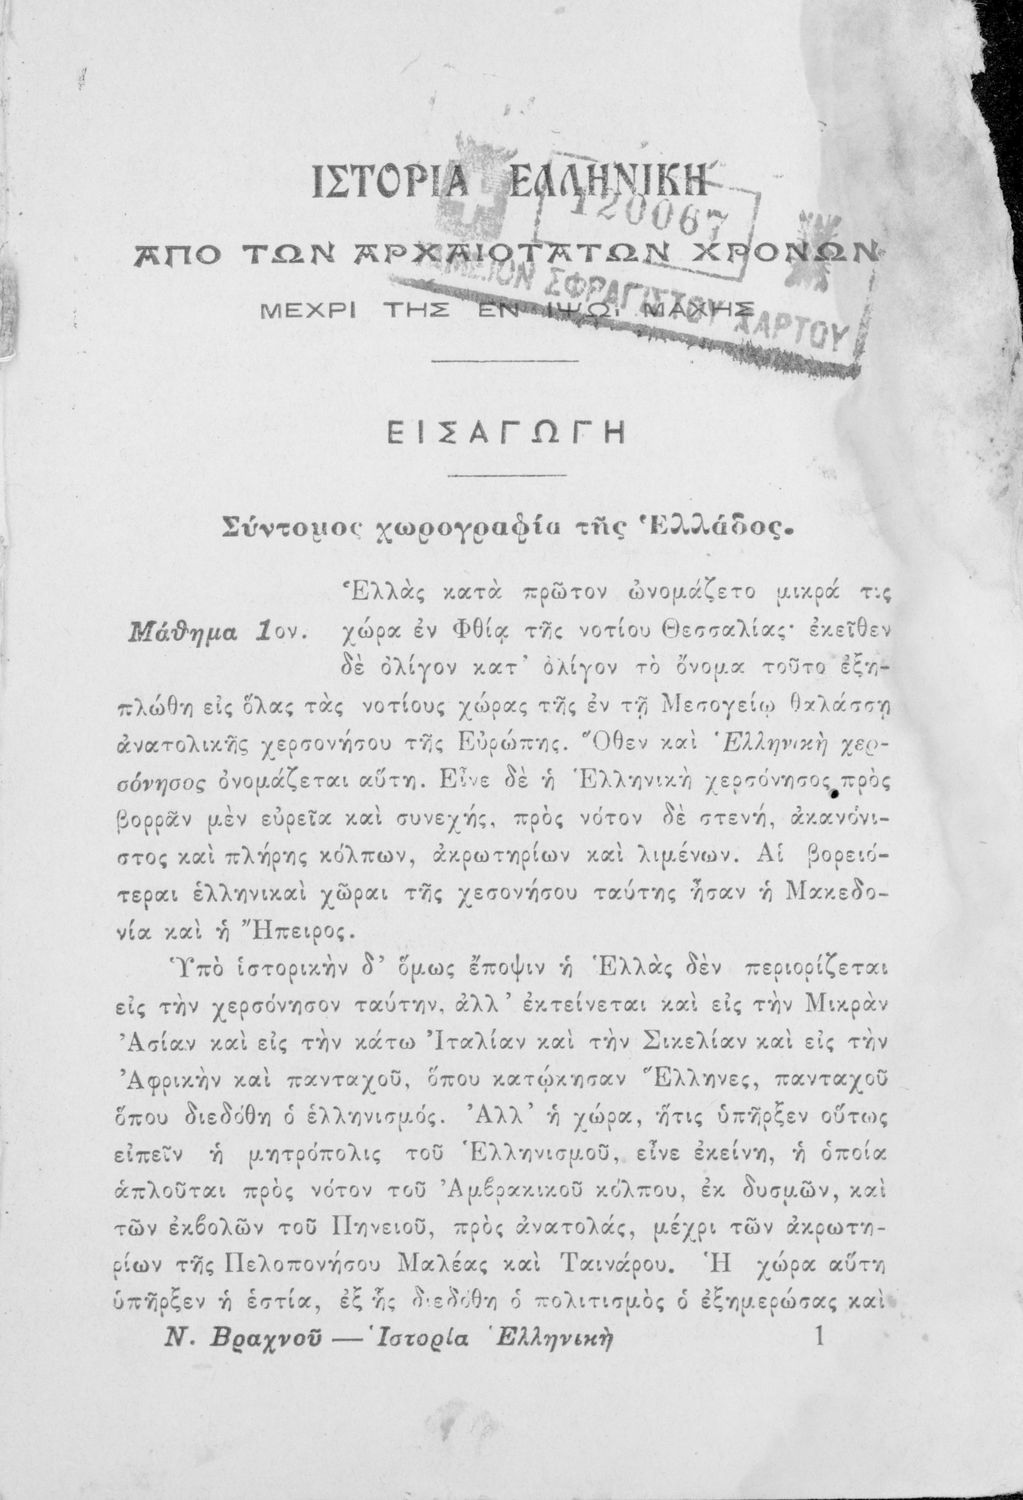 ΙΣΤΟΡΙΑ ΕΛΛΗΝΙΚΗ
120067
ΑΠΟ ΤΩΝ ΑΡΧΑΙΟΤΑΤΩΝ ΧΡΟΝΩΝ
ΤΑΜΕΙΟΝ ΣΦΡΑΓΙΣΤΟΥ ΧΑΡΤΟΥ
ΜΕΧΡΙ ΤΗΣ ΕΝ ΙΨΩι ΜΑΧΗΣ
ΕΙΣΑΓΩΓΗ
Σύντομος χωρογραφία τῆς Ἑλλάδος.
Μάθημα 1ον.
Ἑλλὰς κατὰ πρῶτον ὠνομάζετο μικρά τις
χώρα ἐν Φθίᾳ τῆς νοτίου Θεσσαλίας· ἐκεῖθεν
δὲ ὀλίγον κατ᾽ ὀλίγον τὸ ὄνομα τοῦτο ἐξη-
πλώθη εἰς ὅλας τὰς νοτίους χώρας τῆς ἐν τῇ Μεσογείῳ θαλάσσῃ
ἀνατολικῆς χερσονήσου τῆς Εὐρώπης. Ὅθεν καὶ Ἑλληνικὴ χερ-
σόνησος ὀνομάζεται αὕτη. Εἶνε δὲ ἡ Ἑλληνικὴ χερσόνησος πρὸς
βορρᾶν μὲν εὐρεῖα καὶ συνεχής, πρὸς νότον δὲ στενή, ἀκανόνι-
στος καὶ πλήρης κόλπων, ἀκρωτηρίων καὶ λιμένων. Αἱ βορειό-
τεραι ἑλληνικαὶ χῶραι τῆς χεσονήσου ταύτης ἦσαν ἡ Μακεδο-
νία καὶ ἡ Ἤπειρος.
Ὑπὸ ἱστορικὴν δ᾽ ὅμως ἔποψιν ἡ Ἑλλὰς δὲν περιορίζεται
εἰς τὴν χερσόνησον ταύτην, ἀλλ᾽ ἐκτείνεται καὶ εἰς τὴν Μικρὰν
Ἀσίαν καὶ εἰς τὴν κάτω Ἰταλίαν καὶ τὴν Σικελίαν καὶ εἰς τὴν
Ἀφρικὴν καὶ πανταχοῦ, ὅπου κατῴκησαν Ἕλληνες, πανταχοῦ
ὅπου διεδόθη ὁ ἑλληνισμός. Ἀλλ᾽ ἡ χώρα, ἥτις ὑπῆρξεν οὕτως
εἰπεῖν ἡ μητρόπολις τοῦ Ἑλληνισμοῦ, εἶνε ἐκείνη, ἡ ὁποία
ἁπλοῦται πρὸς νότον τοῦ Ἀμβρακικοῦ κόλπου, ἐκ δυσμῶν, καὶ
τῶν ἐκβολῶν τοῦ Πηνειοῦ, πρὸς ἀνατολάς, μέχρι τῶν ἀκρωτη-
ρίων τῆς Πελοπονήσου Μαλέας καὶ Ταινάρου. Ἡ χώρα αὕτη
ὑπῆρξεν ἡ ἑστία, ἐξ ἧς διεδόθη ὁ πολιτισμὸς ὁ ἐξημερώσας καὶ
Ν. Βραχνοῦ — Ἱστορία Ἑλληνικὴ 1